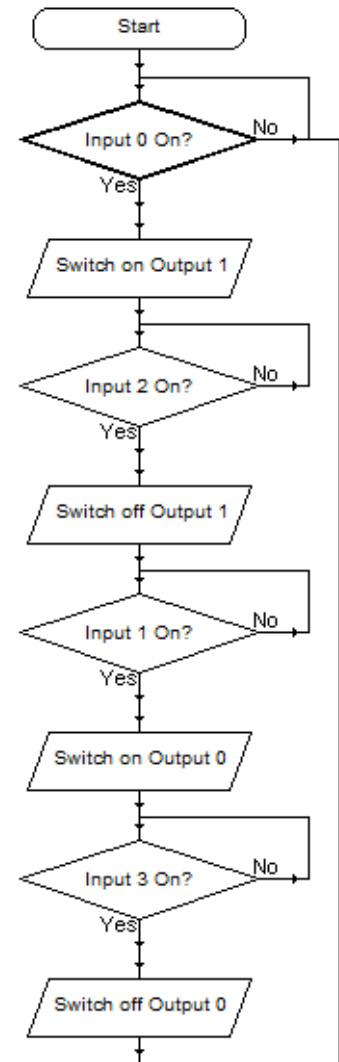 Start
Input 0 On?
No
Yes
Switch on Output 1
Input 2 On?
No
Yes
Switch off Output 1
Input 1 On?
No
Yes
Switch on Output 0
Input 3 On?
No
Yes
Switch off Output 0